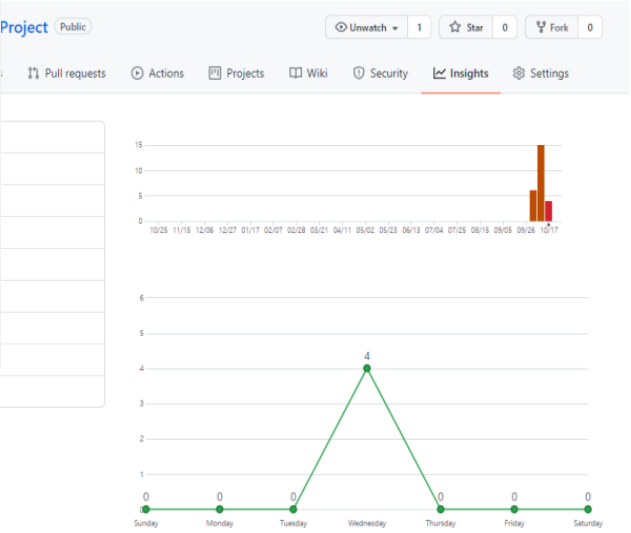 Project Public Unwatch 1 Star 0 Fork 0
Pull requests Actions Projects Wiki Security Insights Settings
15
10
5
0
10/25 11/15 12/06 12/27 01/17 02/07 02/28 03/21 04/11 05/02 05/23 06/13 07/04 07/25 08/15 09/05 09/26 10/17
6
5
4
4
3
2
1
0 0 0 0 0 0
0
Sunday Monday Tuesday Wednesday Thursday Friday Saturday